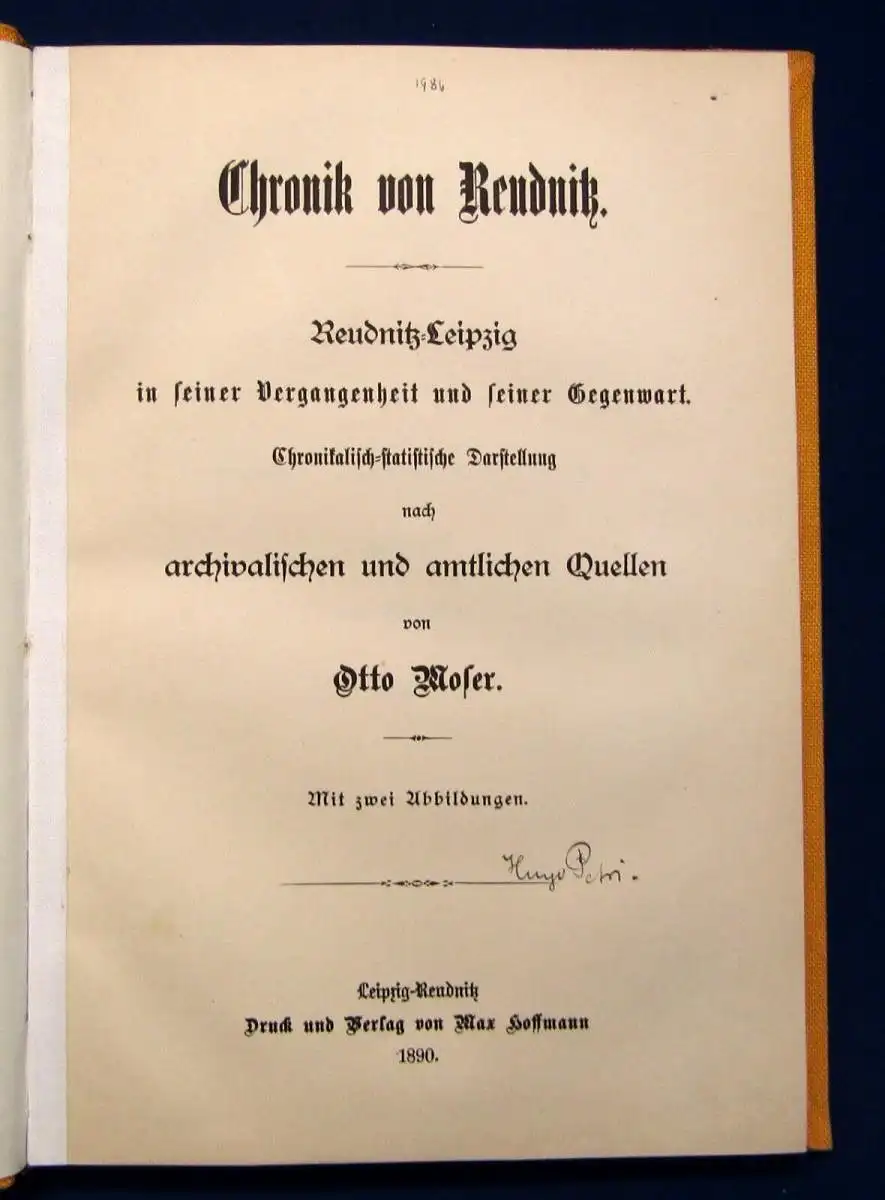 1986
Chronik von Reudnitz.
Reudnitz-Leipzig
in seiner Vergangenheit und seiner Gegenwart.
Chronikalisch-statistische Darstellung
nach
archivalischen und amtlichen Quellen
von
Otto Moser.
Mit zwei Abbildungen.
Hugo Petri.
Leipzig-Reudnitz
Druck und Verlag von Max Hoffmann
1890.